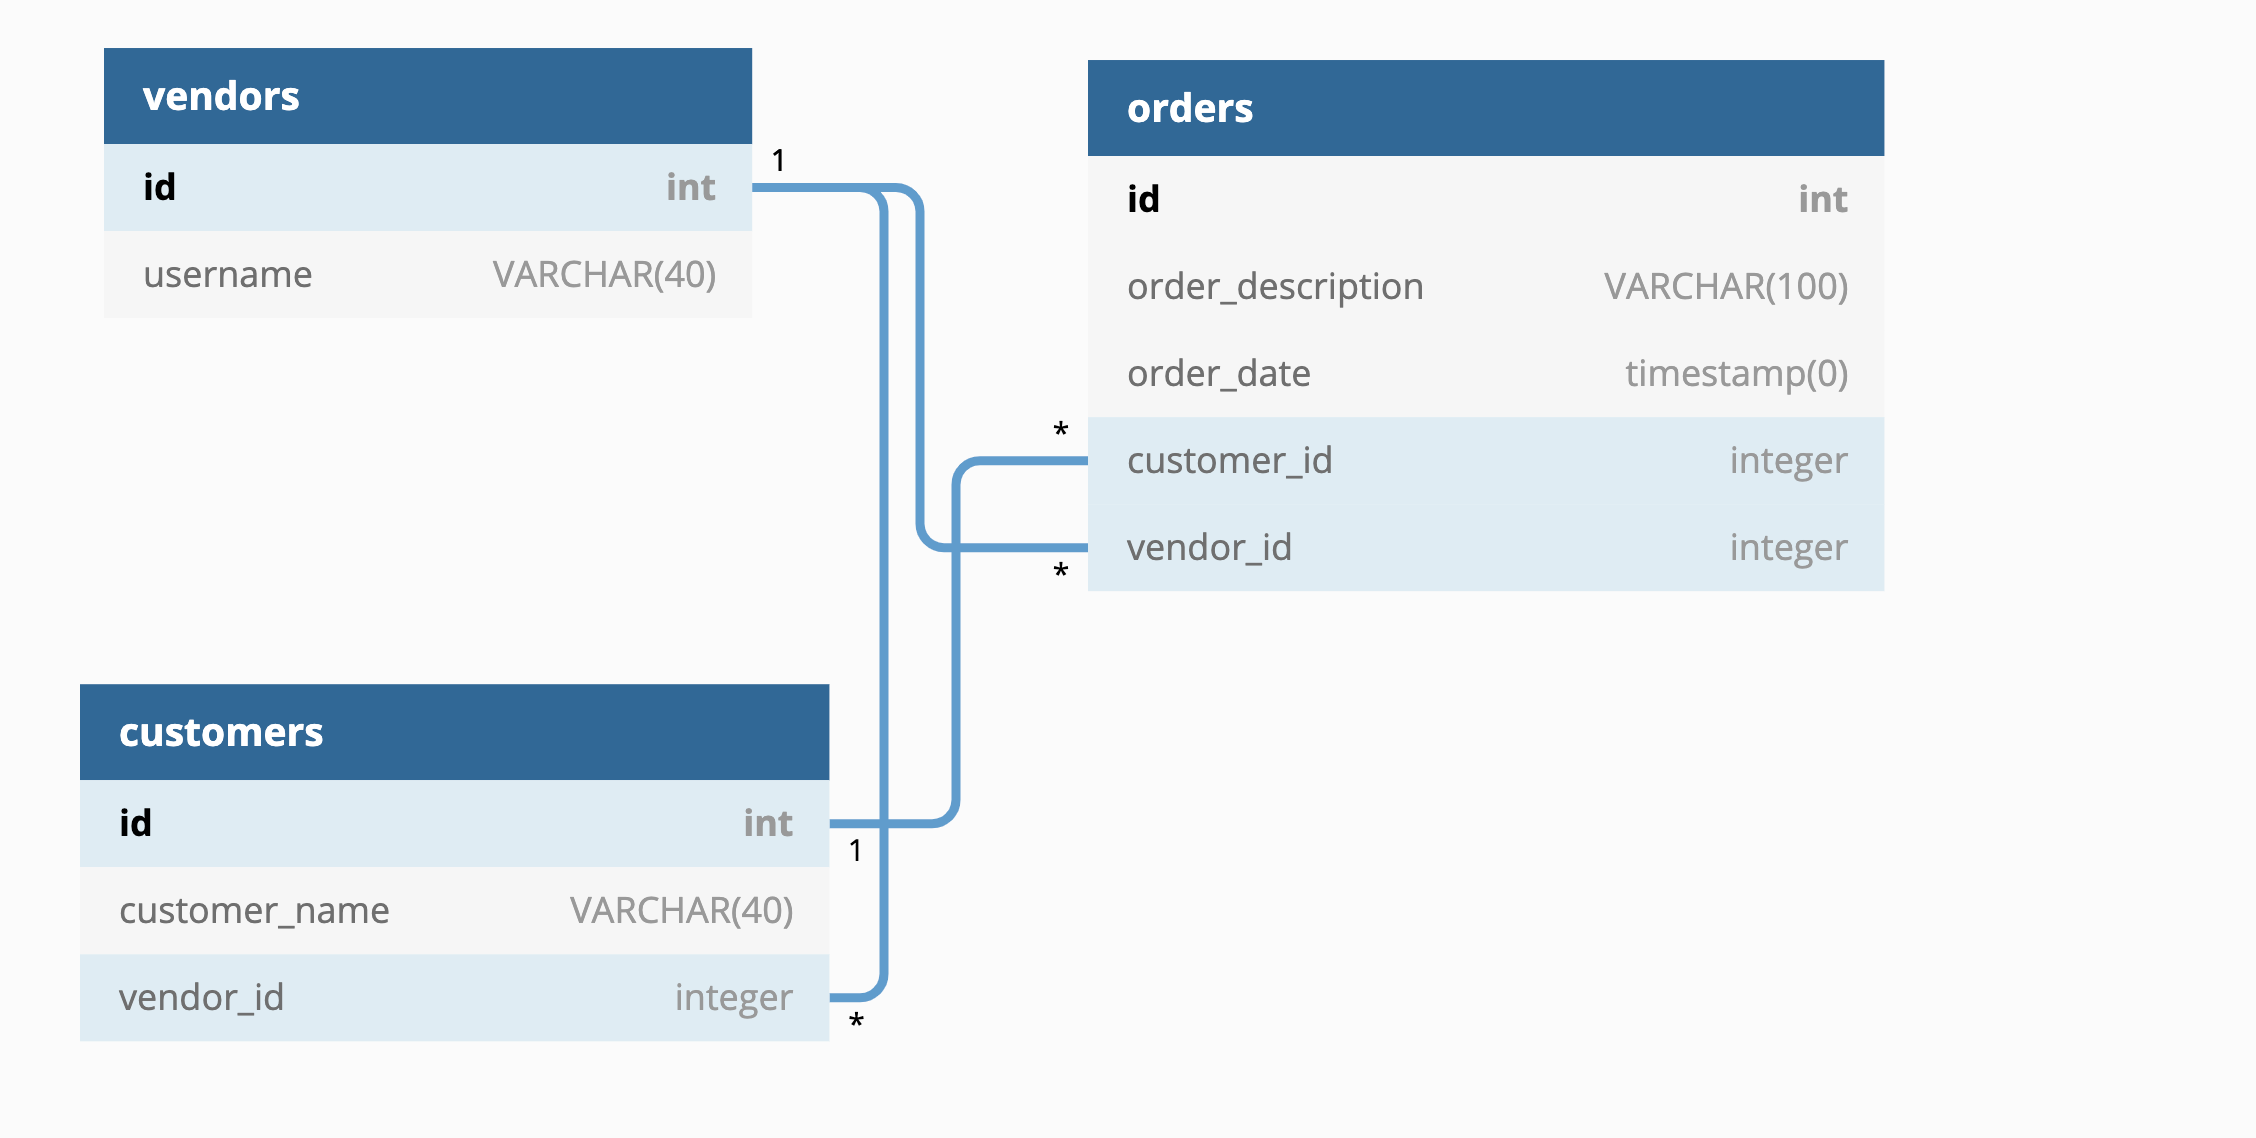 vendors
id int
username VARCHAR(40)
1
orders
id int
order_description VARCHAR(100)
order_date timestamp(0)
*
customer_id integer
vendor_id integer
*
customers
id int
1
customer_name VARCHAR(40)
vendor_id integer
*